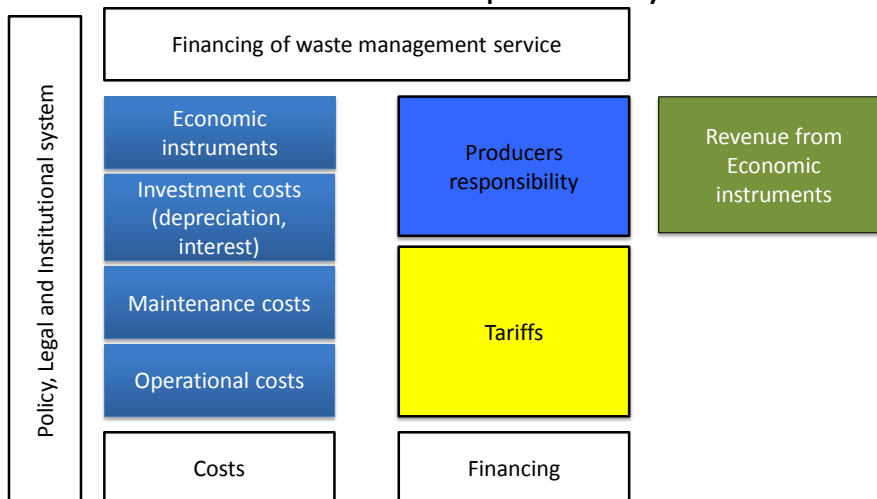 Financing of waste management service
Policy, Legal and Institutional system
Economic
instruments
Investment costs
(depreciation,
interest)
Maintenance costs
Operational costs
Costs
Producers
responsibility
Tariffs
Financing
Revenue from
Economic
instruments